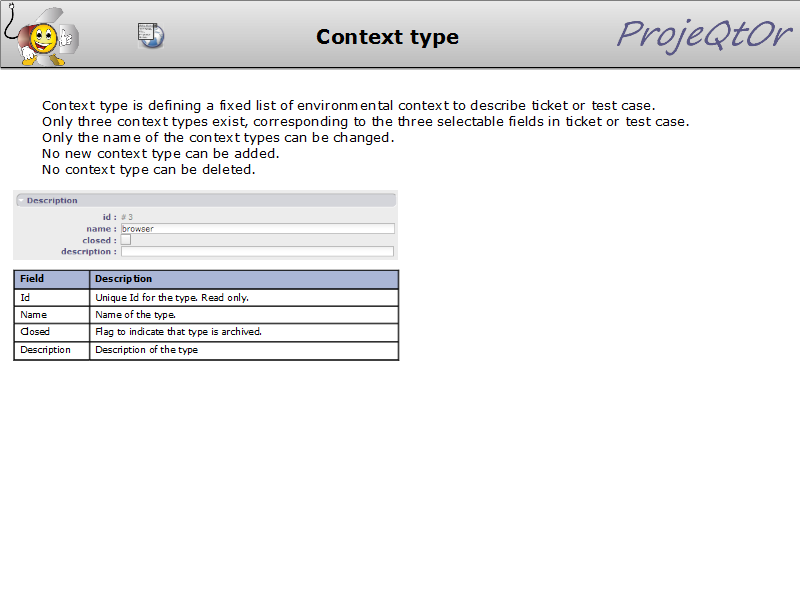 Context type
ProjeQtOr
Context type is defining a fixed list of environmental context to describe ticket or test case.
Only three context types exist, corresponding to the three selectable fields in ticket or test case.
Only the name of the context types can be changed.
No new context type can be added.
No context type can be deleted.
Description
id : # 3
name : browser
closed :
description :
Field Description
Id Unique Id for the type. Read only.
Name Name of the type.
Closed Flag to indicate that type is archived.
Description Description of the type